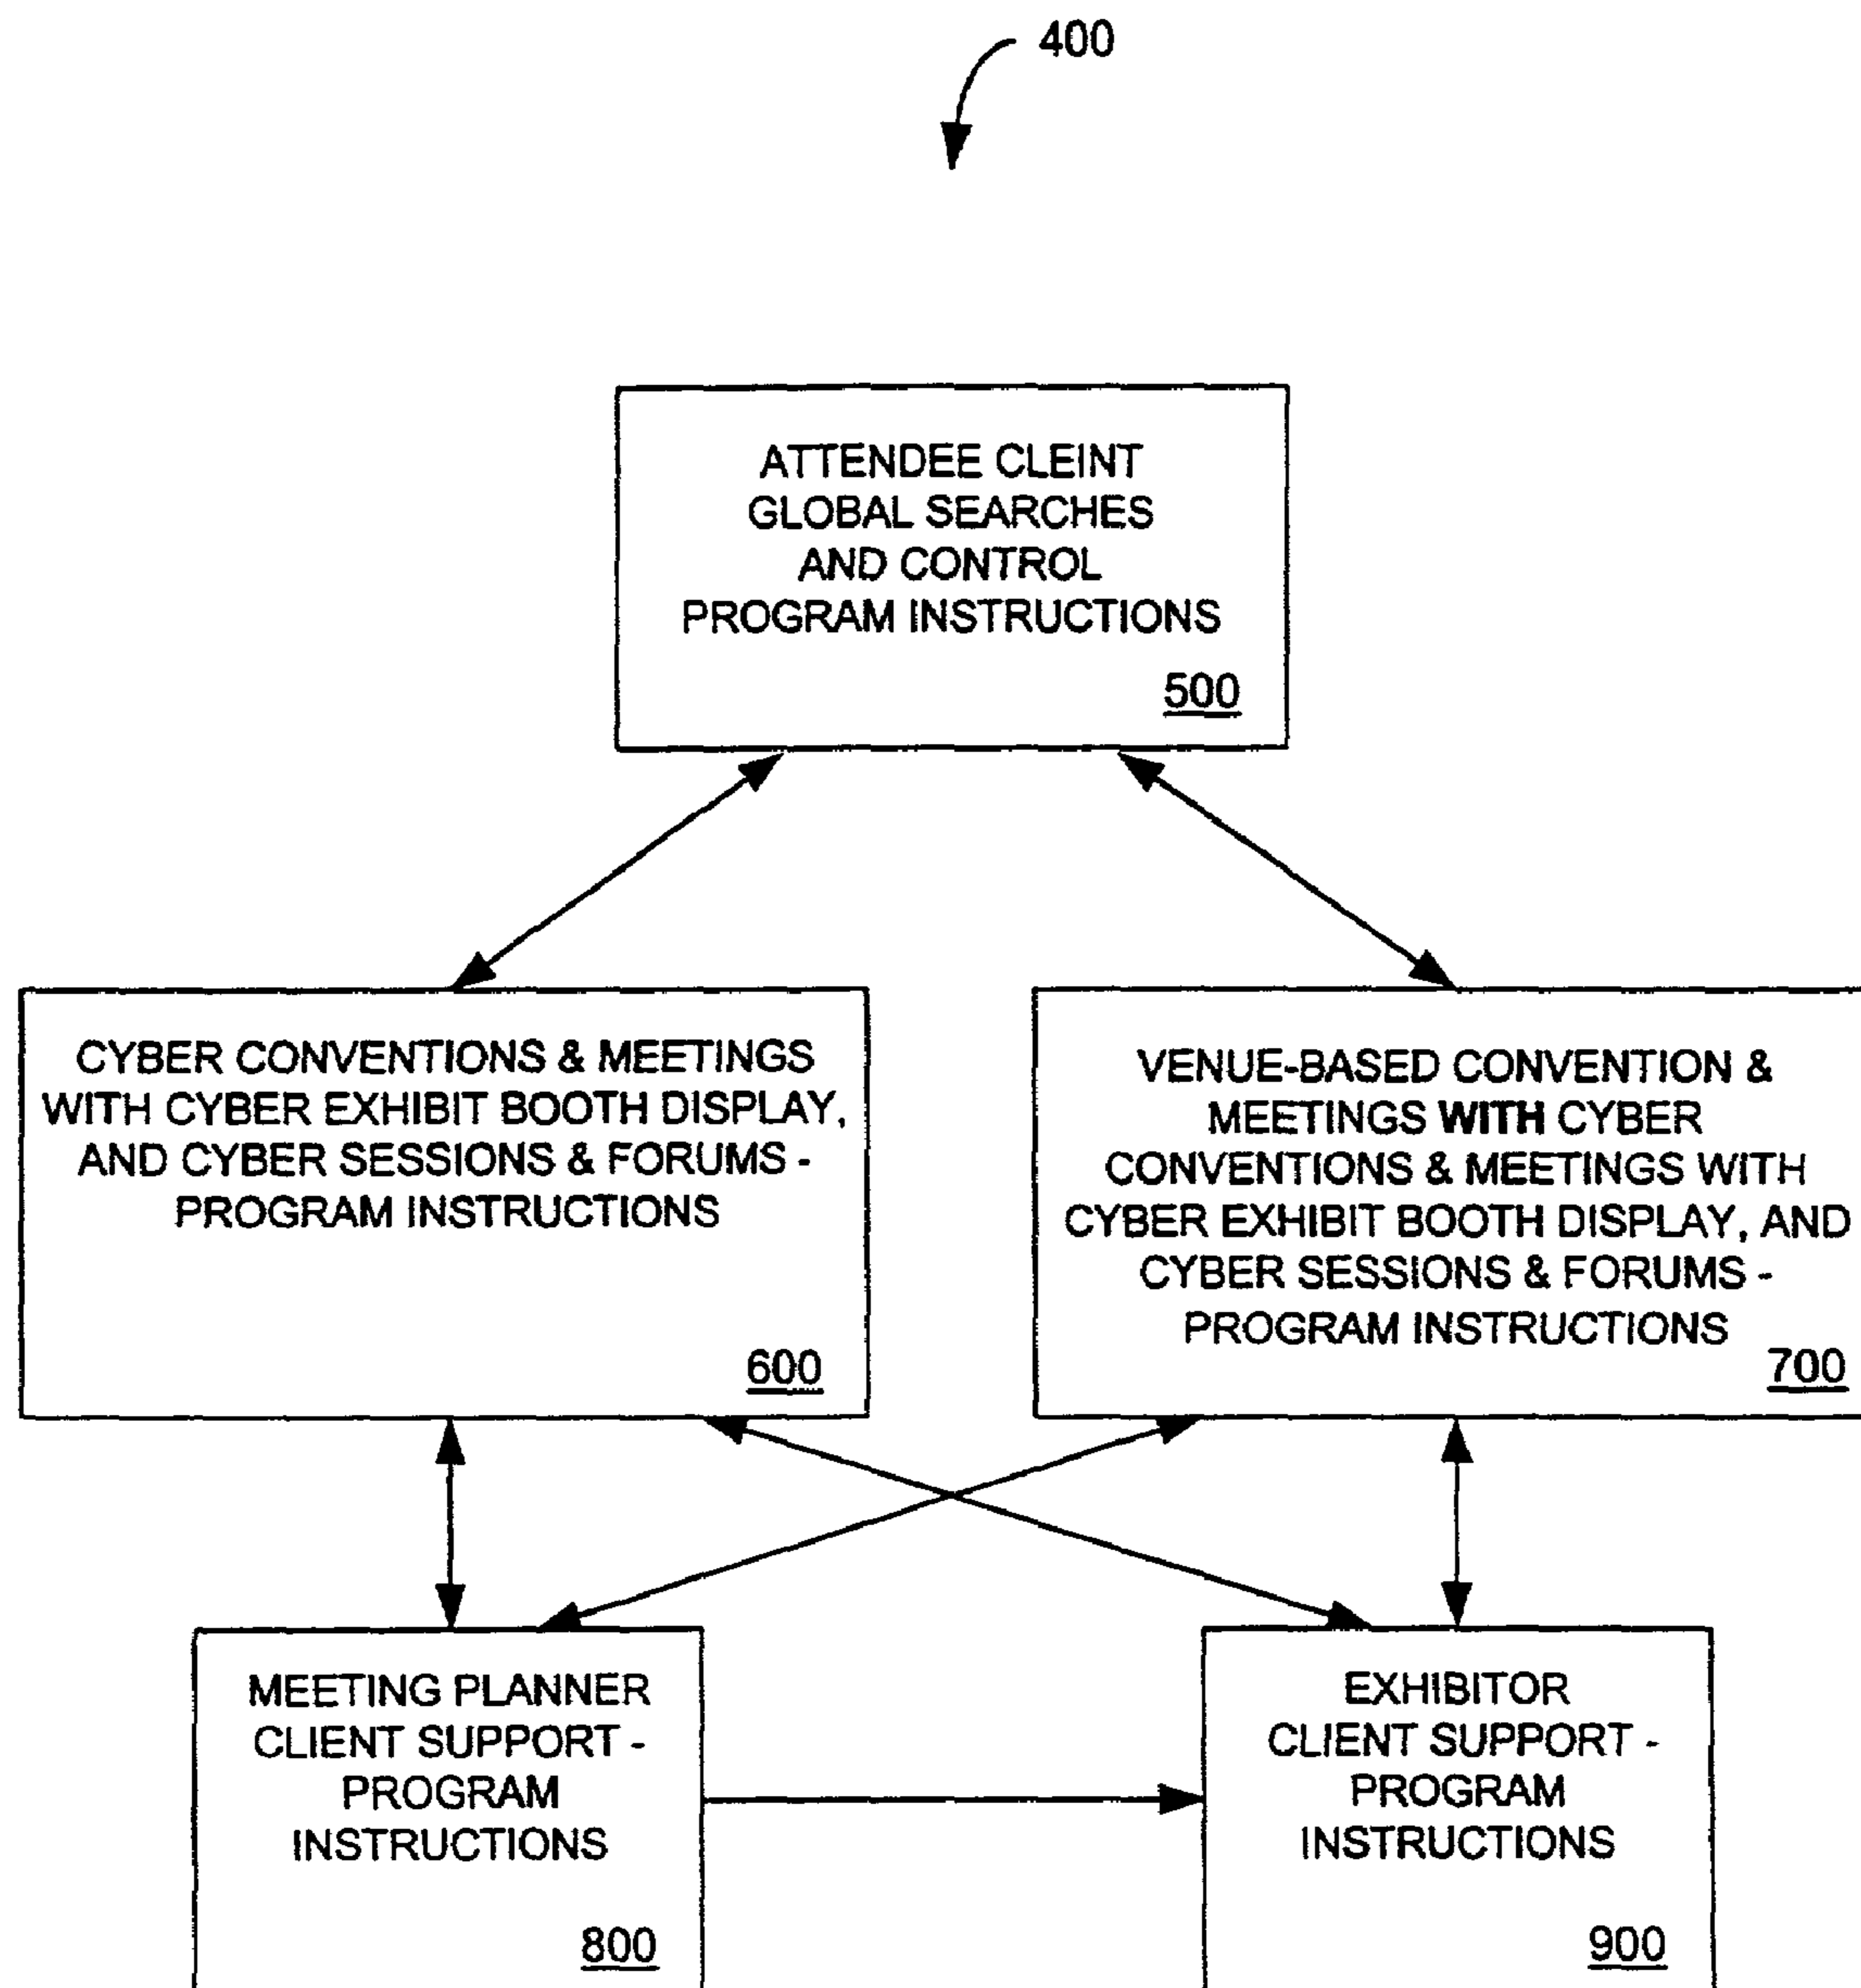 400
ATTENDEE CLEINT
GLOBAL SEARCHES
AND CONTROL
PROGRAM INSTRUCTIONS
500
CYBER CONVENTIONS & MEETINGS
WITH CYBER EXHIBIT BOOTH DISPLAY,
AND CYBER SESSIONS & FORUMS -
PROGRAM INSTRUCTIONS
600
VENUE-BASED CONVENTION &
MEETINGS WITH CYBER
CONVENTIONS & MEETINGS WITH
CYBER EXHIBIT BOOTH DISPLAY, AND
CYBER SESSIONS & FORUMS -
PROGRAM INSTRUCTIONS
700
MEETING PLANNER
CLIENT SUPPORT -
PROGRAM
INSTRUCTIONS
800
EXHIBITOR
CLIENT SUPPORT -
PROGRAM
INSTRUCTIONS
900